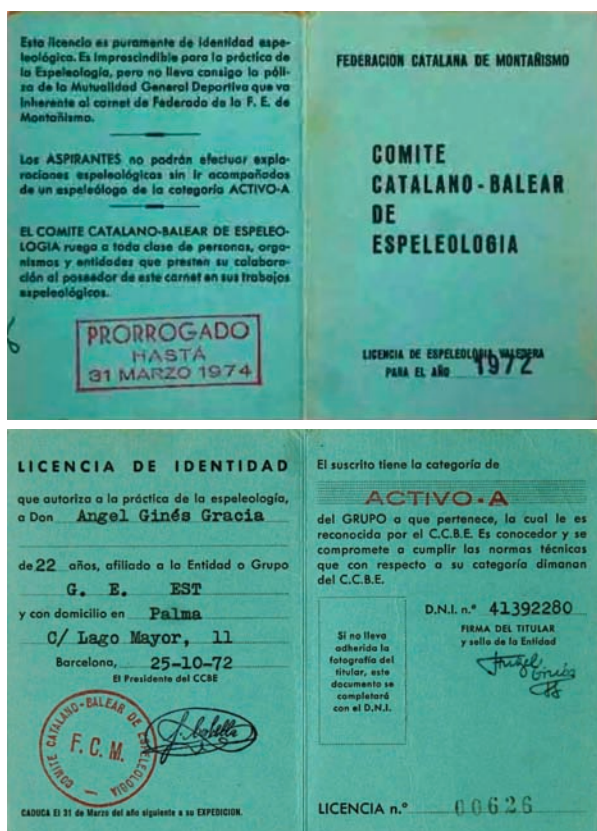 Esta licencia es puramente de identidad espe-
leológica. Es imprescindible para la práctica de
la Espeleología, pero no lleva consigo la póli-
za de la Mutualidad General Deportiva que va
inherente al carnet de Federado de la F. E. de
Montañismo.
Los ASPIRANTES no podrán efectuar explo-
raciones espeleológicas sin ir acompañados
de un espeleólogo de la categoría ACTIVO-A
EL COMITE CATALANO-BALEAR DE ESPELEO-
LOGIA ruega a toda clase de personas, orga-
nismos y entidades que presten su colabora-
ción al poseedor de este carnet en sus trabajos
espeleológicos.
PRORROGADO
HASTA
31 MARZO 1974
FEDERACION CATALANA DE MONTAÑISMO
COMITE
CATALANO-BALEAR
DE
ESPELEOLOGIA
LICENCIA DE ESPELEOLOGIA VALEDERA
PARA EL AÑO 1972
LICENCIA DE IDENTIDAD
que autoriza a la práctica de la espeleología,
a Don Angel Ginés Gracia
de 22 años, afiliado a la Entidad o Grupo
G. E. EST
y con domicilio en Palma
C/ Lago Mayor, 11
Barcelona, 25-10-72
El Presidente del CCBE
COMITE CATALANO-BALEAR DE ESPELEOLOGIA
F. C. M.
CADUCA El 31 de Marzo del año siguiente a su EXPEDICION.
El suscrito tiene la categoría de
ACTIVO-A
del GRUPO a que pertenece, la cual le es
reconocida por el C.C.B.E. Es conocedor y se
compromete a cumplir las normas técnicas
que con respecto a su categoría dimanan
del C.C.B.E.
D.N.I. n.º 41392280
FIRMA DEL TITULAR
y sello de la Entidad
Angel Ginés
Si no lleva
adherida la
fotografía del
titular, este
documento se
completará
con el D.N.I.
LICENCIA n.º 00626